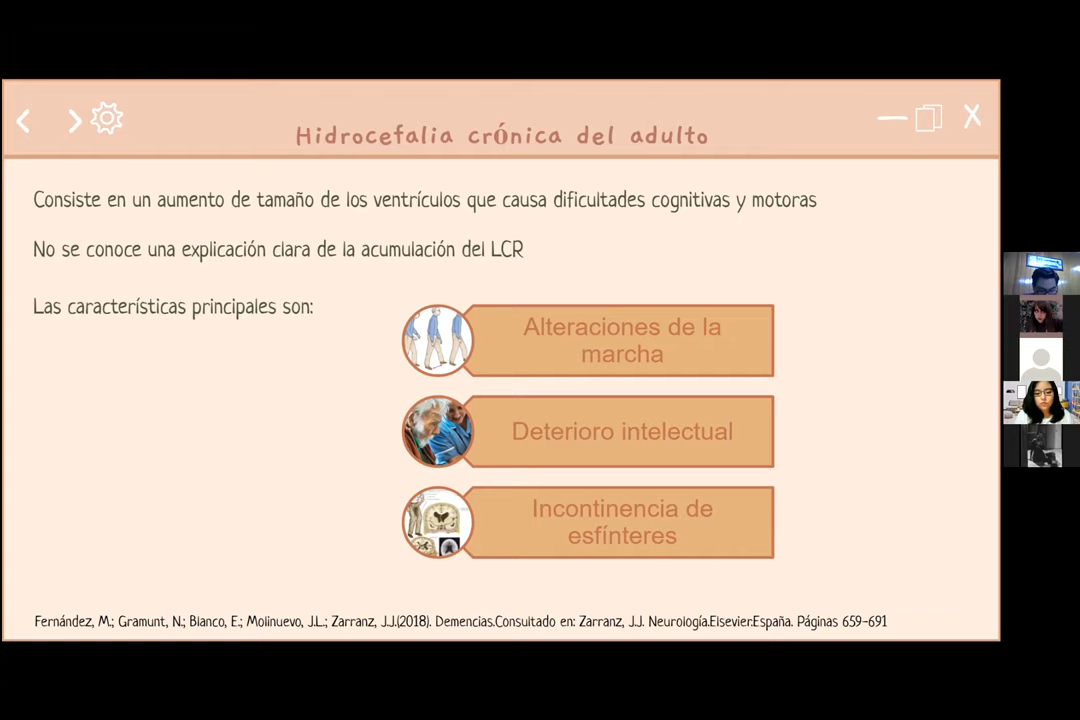 Hidrocefalia crónica del adulto
Consiste en un aumento de tamaño de los ventrículos que causa dificultades cognitivas y motoras
No se conoce una explicación clara de la acumulación del LCR
Las características principales son:
Alteraciones de la
marcha
Deterioro intelectual
Incontinencia de
esfínteres
Fernández, M.; Gramunt, N.; Blanco, E.; Molinuevo, J.L.; Zarranz, J.J.(2018). Demencias.Consultado en: Zarranz, J.J. Neurología.Elsevier:España. Páginas 659-691